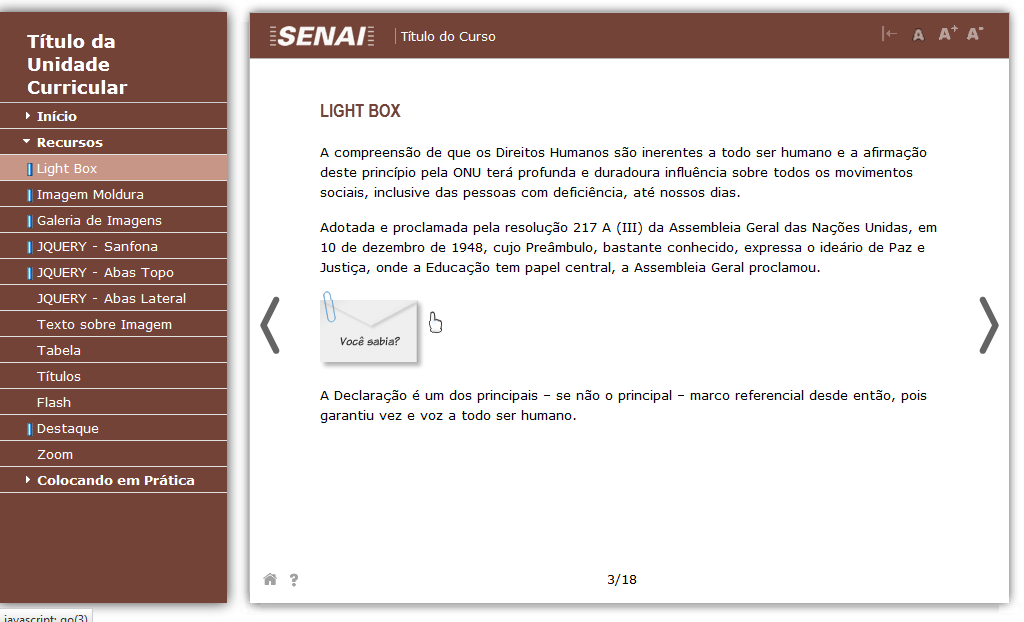 Título da
Unidade
Curricular
Início
Recursos
Light Box
Imagem Moldura
Galeria de Imagens
JQUERY - Sanfona
JQUERY - Abas Topo
JQUERY - Abas Lateral
Texto sobre Imagem
Tabela
Títulos
Flash
Destaque
Zoom
Colocando em Prática
SENAI
Título do Curso
A A+ A-
LIGHT BOX
A compreensão de que os Direitos Humanos são inerentes a todo ser humano e a afirmação
deste princípio pela ONU terá profunda e duradoura influência sobre todos os movimentos
sociais, inclusive das pessoas com deficiência, até nossos dias.
Adotada e proclamada pela resolução 217 A (III) da Assembleia Geral das Nações Unidas, em
10 de dezembro de 1948, cujo Preâmbulo, bastante conhecido, expressa o ideário de Paz e
Justiça, onde a Educação tem papel central, a Assembleia Geral proclamou.
Você sabia?
A Declaração é um dos principais – se não o principal – marco referencial desde então, pois
garantiu vez e voz a todo ser humano.
?
3/18
javascript: go(3)